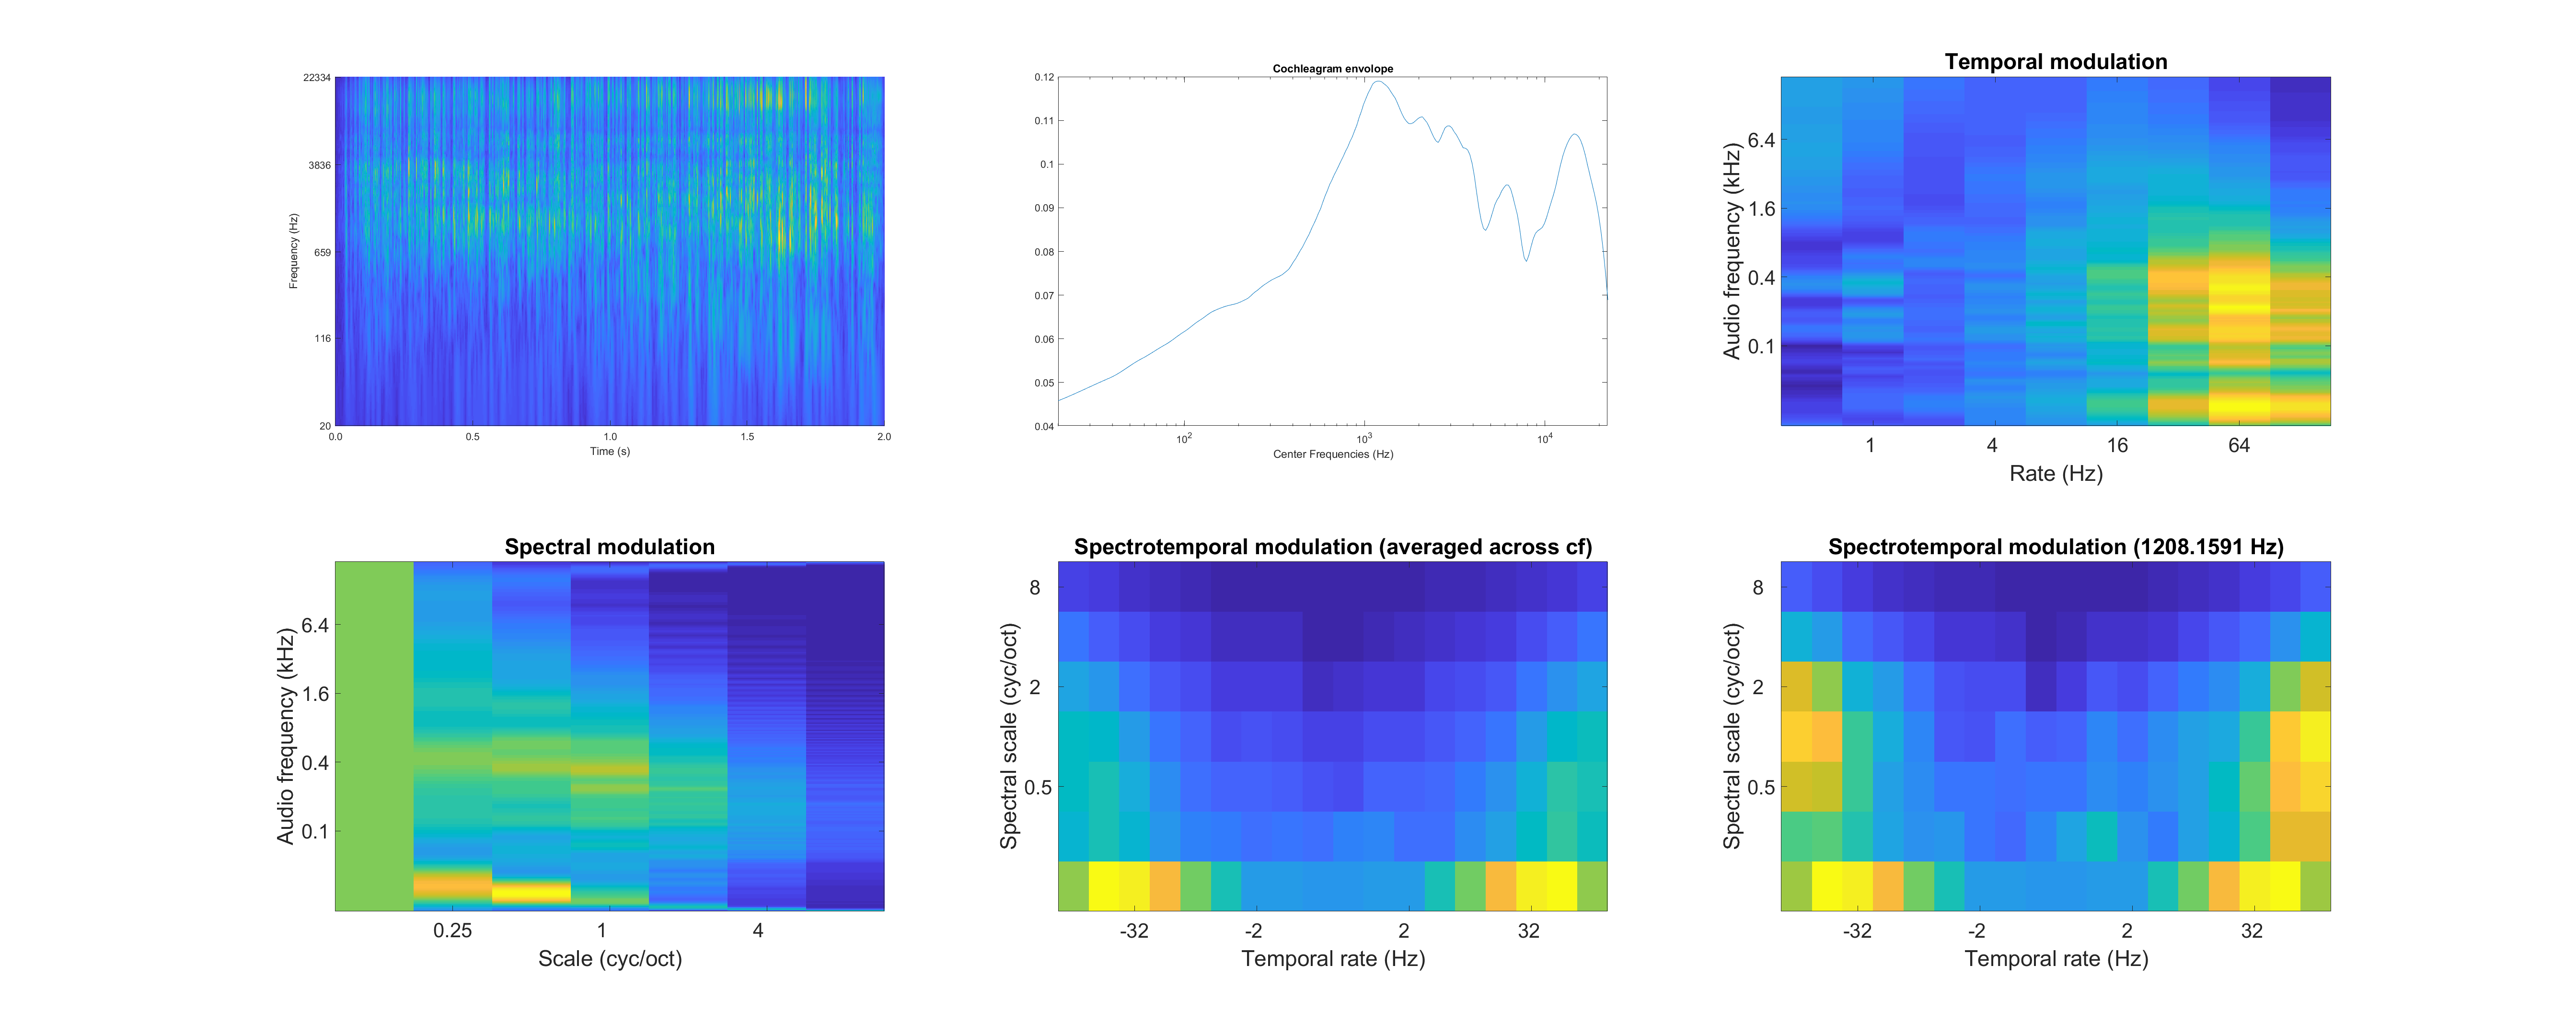 22334
3836
659
116
20
Frequency (Hz)
0.0 0.5 1.0 1.5 2.0
Time (s)
Cochleagram envelope
0.12
0.11
0.1
0.09
0.08
0.07
0.06
0.05
0.04
10² 10³ 10⁴
Center Frequencies (Hz)
Temporal modulation
6.4
1.6
0.4
0.1
Audio frequency (kHz)
1 4 16 64
Rate (Hz)
Spectral modulation
6.4
1.6
0.4
0.1
Audio frequency (kHz)
0.25 1 4
Scale (cyc/oct)
Spectrotemporal modulation (averaged across cf)
8
2
0.5
Spectral scale (cyc/oct)
-32 -2 2 32
Temporal rate (Hz)
Spectrotemporal modulation (1208.1591 Hz)
8
2
0.5
Spectral scale (cyc/oct)
-32 -2 2 32
Temporal rate (Hz)